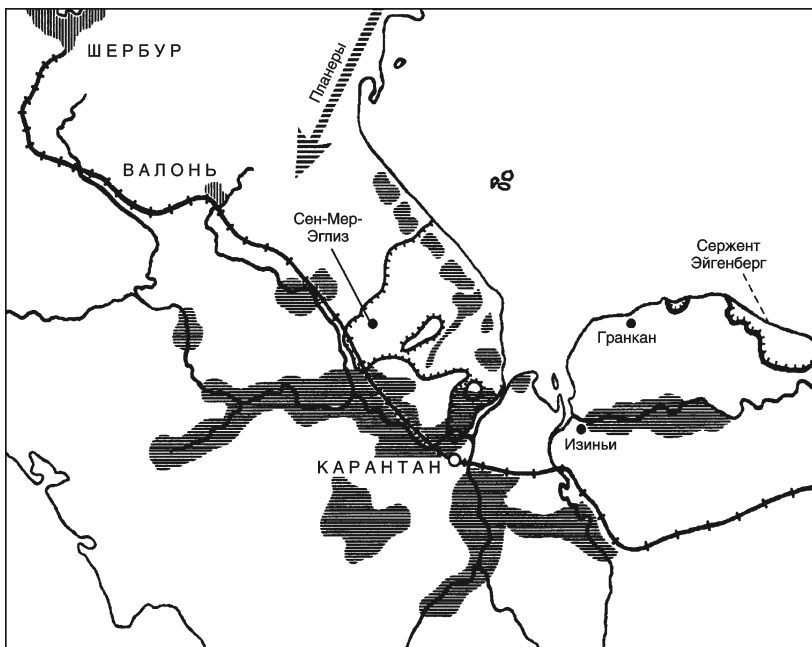 ШЕРБУР
Планеры
ВАЛОНЬ
Сен-Мер-
Эглиз
Сержент
Эйгенберг
Гранкан
Изиньи
КАРАНТАН